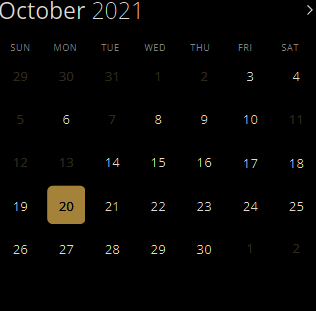 October 2021
SUN MON TUE WED THU FRI SAT
29 30 31 1 2 3 4
5 6 7 8 9 10 11
12 13 14 15 16 17 18
19 20 21 22 23 24 25
26 27 28 29 30 1 2